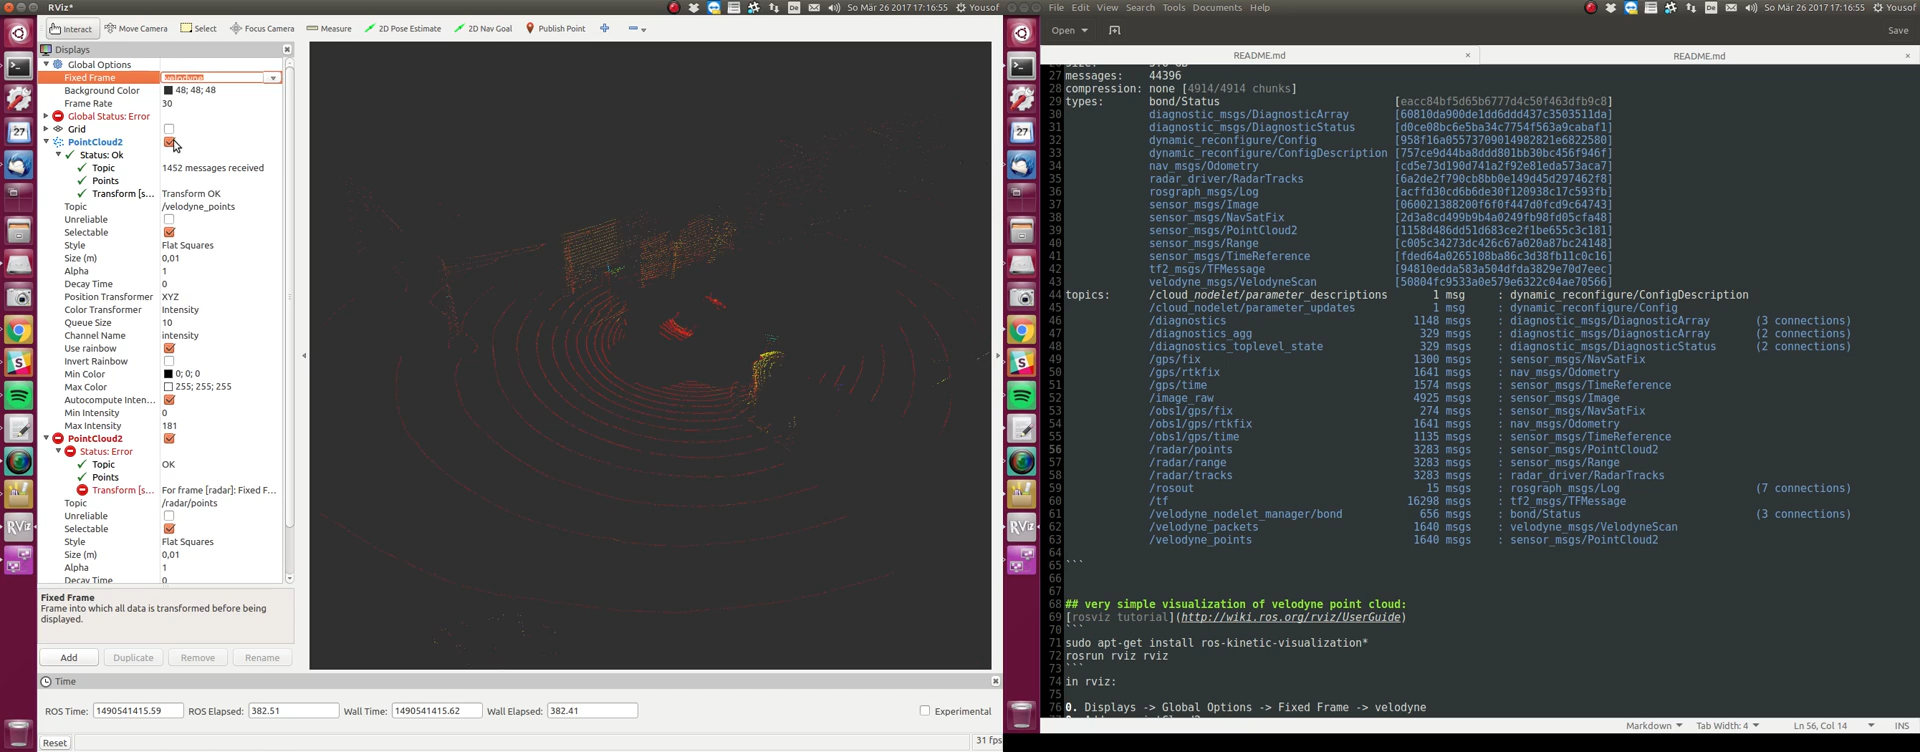 RViz*
De
So Mär 26 2017 17:16:55
Yousof
Interact
Move Camera
Select
Focus Camera
Measure
2D Pose Estimate
2D Nav Goal
Publish Point
Displays
Global Options
Fixed Frame velodyne
Background Color 48; 48; 48
Frame Rate 30
Global Status: Error
Grid
PointCloud2
Status: Ok
Topic 1452 messages received
Points
Transform [s... Transform OK
Topic /velodyne_points
Unreliable
Selectable
Style Flat Squares
Size (m) 0,01
Alpha 1
Decay Time 0
Position Transformer XYZ
Color Transformer Intensity
Queue Size 10
Channel Name intensity
Use rainbow
Invert Rainbow
Min Color 0; 0; 0
Max Color 255; 255; 255
Autocompute Inten...
Min Intensity 0
Max Intensity 181
PointCloud2
Status: Error
Topic OK
Points
Transform [s... For frame [radar]: Fixed F...
Topic /radar/points
Unreliable
Selectable
Style Flat Squares
Size (m) 0,01
Alpha 1
Decay Time 0
Fixed Frame
Frame into which all data is transformed before being
displayed.
Add Duplicate Remove Rename
Time
ROS Time: 1490541415.59 ROS Elapsed: 382.51 Wall Time: 1490541415.62 Wall Elapsed: 382.41 Experimental
Reset 31 fps
File Edit View Search Tools Documents Help
De
So Mär 26 2017 17:16:55
Yousof
Open Save
README.md
README.md
27 messages: 44396
28 compression: none [4914/4914 chunks]
29 types: bond/Status [eacc84bf5d65b6777d4c50f463dfb9c8]
30 diagnostic_msgs/DiagnosticArray [60810da900de1dd6ddd437c3503511da]
31 diagnostic_msgs/DiagnosticStatus [d0ce08bc6e5ba34c7754f563a9cabaf1]
32 dynamic_reconfigure/Config [958f16a05573709014982821e6822580]
33 dynamic_reconfigure/ConfigDescription [757ce9d44ba8ddd801bb30bc456f946f]
34 nav_msgs/Odometry [cd5e73d190d741a2f92e81eda573aca7]
35 radar_driver/RadarTracks [6a2de2f790cb8bb0e149d45d297462f8]
36 rosgraph_msgs/Log [acffd30cd6b6de30f120938c17c593fb]
37 sensor_msgs/Image [060021388200f6f0f447d0fcd9c64743]
38 sensor_msgs/NavSatFix [2d3a8cd499b9b4a0249fb98fd05cfa48]
39 sensor_msgs/PointCloud2 [1158d486dd51d683ce2f1be655c3c181]
40 sensor_msgs/Range [c005c34273dc426c67a020a87bc24148]
41 sensor_msgs/TimeReference [fded64a0265108ba86c3d38fb11c0c16]
42 tf2_msgs/TFMessage [94810edda583a504dfda3829e70d7eec]
43 velodyne_msgs/VelodyneScan [50804fc9533a0e579e6322c04ae70566]
44 topics: /cloud_nodelet/parameter_descriptions 1 msg : dynamic_reconfigure/ConfigDescription
45 /cloud_nodelet/parameter_updates 1 msg : dynamic_reconfigure/Config
46 /diagnostics 1148 msgs : diagnostic_msgs/DiagnosticArray (3 connections)
47 /diagnostics_agg 329 msgs : diagnostic_msgs/DiagnosticArray (2 connections)
48 /diagnostics_toplevel_state 329 msgs : diagnostic_msgs/DiagnosticStatus (2 connections)
49 /gps/fix 1300 msgs : sensor_msgs/NavSatFix
50 /gps/rtkfix 1641 msgs : nav_msgs/Odometry
51 /gps/time 1574 msgs : sensor_msgs/TimeReference
52 /image_raw 4925 msgs : sensor_msgs/Image
53 /obs1/gps/fix 274 msgs : sensor_msgs/NavSatFix
54 /obs1/gps/rtkfix 1641 msgs : nav_msgs/Odometry
55 /obs1/gps/time 1135 msgs : sensor_msgs/TimeReference
56 /radar/points 3283 msgs : sensor_msgs/PointCloud2
57 /radar/range 3283 msgs : sensor_msgs/Range
58 /radar/tracks 3283 msgs : radar_driver/RadarTracks
59 /rosout 15 msgs : rosgraph_msgs/Log (7 connections)
60 /tf 16298 msgs : tf2_msgs/TFMessage
61 /velodyne_nodelet_manager/bond 656 msgs : bond/Status (3 connections)
62 /velodyne_packets 1640 msgs : velodyne_msgs/VelodyneScan
63 /velodyne_points 1640 msgs : sensor_msgs/PointCloud2
64
65 ```
66
67
68 ## very simple visualization of velodyne point cloud:
69 [rosviz tutorial](http://wiki.ros.org/rviz/UserGuide)
70 ```
71 sudo apt-get install ros-kinetic-visualization*
72 rosrun rviz rviz
73 ```
74 in rviz:
75
76 0. Displays -> Global Options -> Fixed Frame -> velodyne
Markdown Tab Width: 4 Ln 56, Col 14 INS